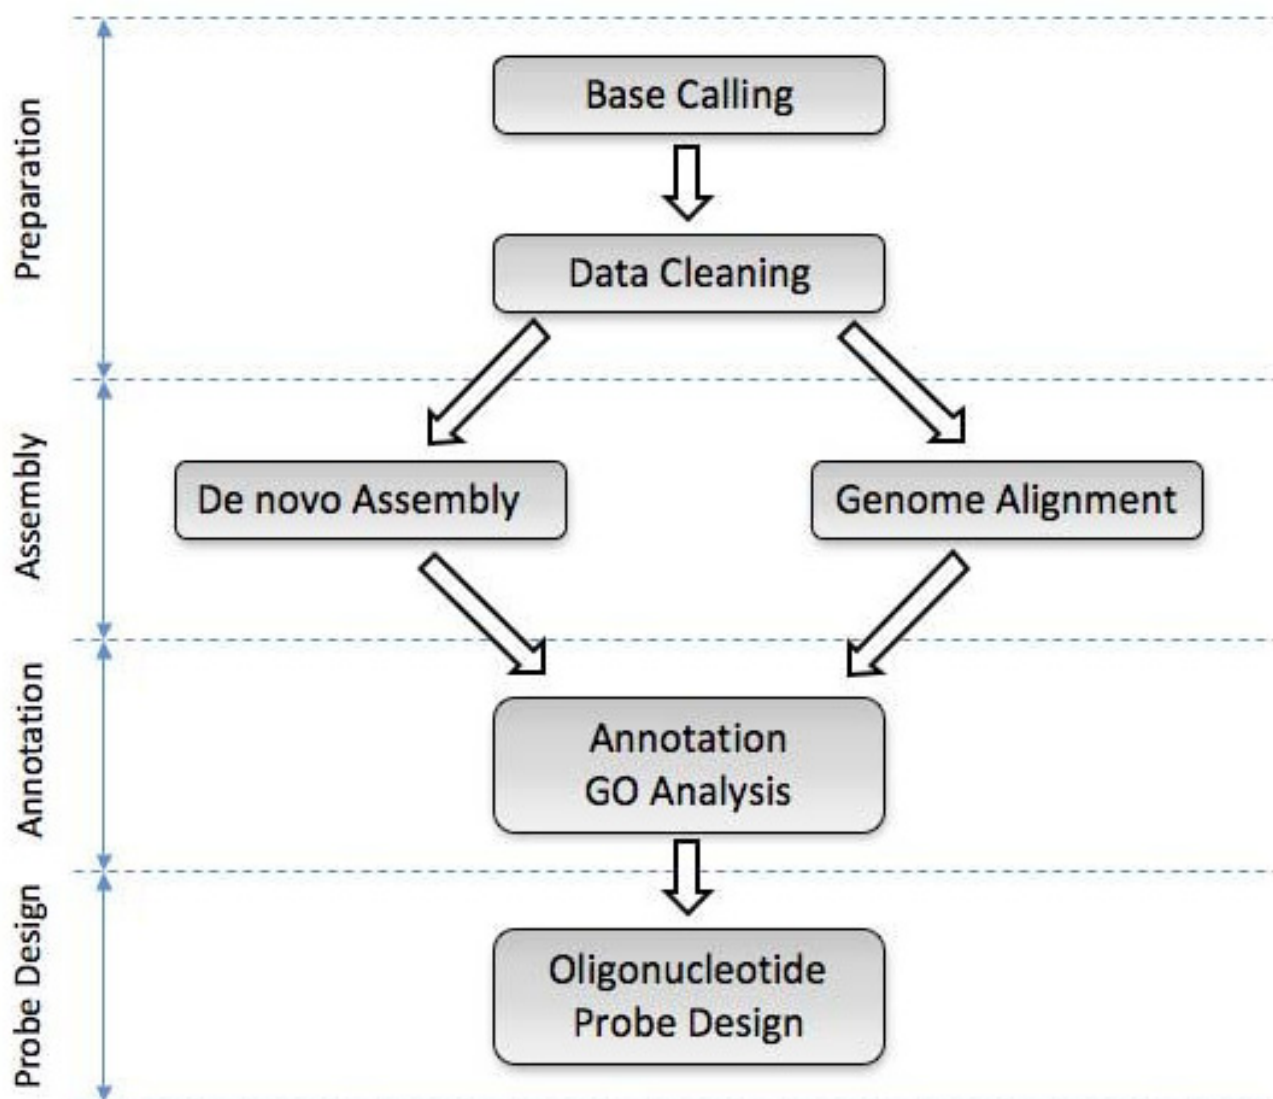 Preparation
Base Calling
Data Cleaning
Assembly
De novo Assembly
Genome Alignment
Annotation
Annotation
GO Analysis
Probe Design
Oligonucleotide
Probe Design